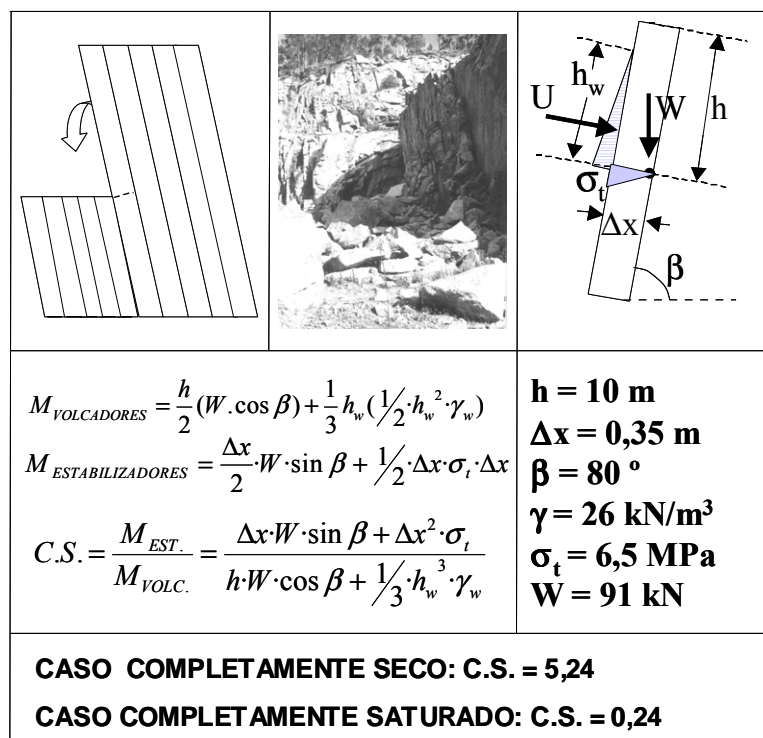 h_w
U
W
h
σ_t
Δx
β
M_VOLCADORES = h/2 (W.cos β) + 1/3 h_w (1/2·h_w²·γ_w)
M_ESTABILIZADORES = Δx/2 ·W·sin β + 1/2·Δx·σ_t·Δx
C.S. = M_EST. / M_VOLC. = (Δx·W·sin β + Δx²·σ_t) / (h·W·cos β + 1/3·h_w³·γ_w)
h = 10 m
Δx = 0,35 m
β = 80 º
γ = 26 kN/m³
σ_t = 6,5 MPa
W = 91 kN
CASO COMPLETAMENTE SECO: C.S. = 5,24
CASO COMPLETAMENTE SATURADO: C.S. = 0,24